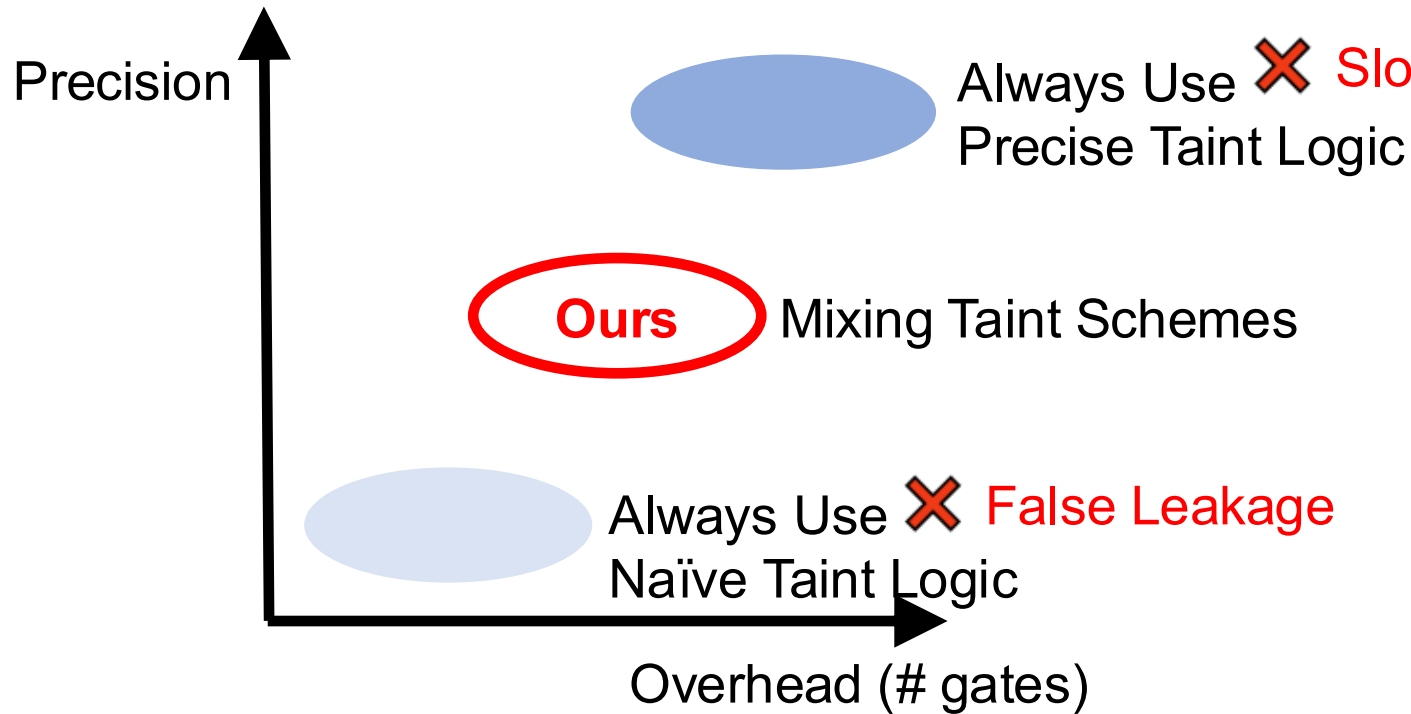 Precision
Always Use ❌ Slo
Precise Taint Logic
Ours
Mixing Taint Schemes
Always Use ❌ False Leakage
Naïve Taint Logic
Overhead (# gates)